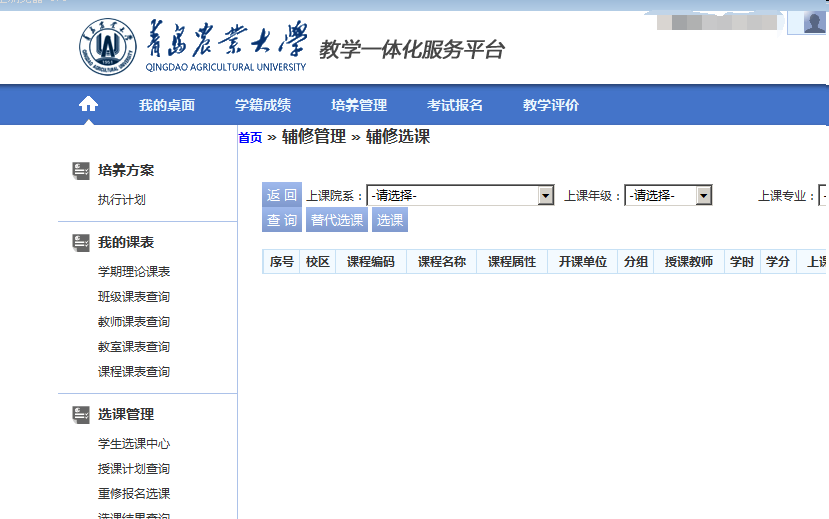 青岛农业大学
QINGDAO AGRICULTURAL UNIVERSITY
教学一体化服务平台
我的桌面 学籍成绩 培养管理 考试报名 教学评价
首页 » 辅修管理 » 辅修选课
培养方案
执行计划
我的课表
学期理论课表
班级课表查询
教师课表查询
教室课表查询
课程课表查询
选课管理
学生选课中心
授课计划查询
重修报名选课
选课结果查询
返 回 上课院系： -请选择- 上课年级： -请选择- 上课专业：
查 询 替代选课 选课
序号 校区 课程编码 课程名称 课程属性 开课单位 分组 授课教师 学时 学分 上课